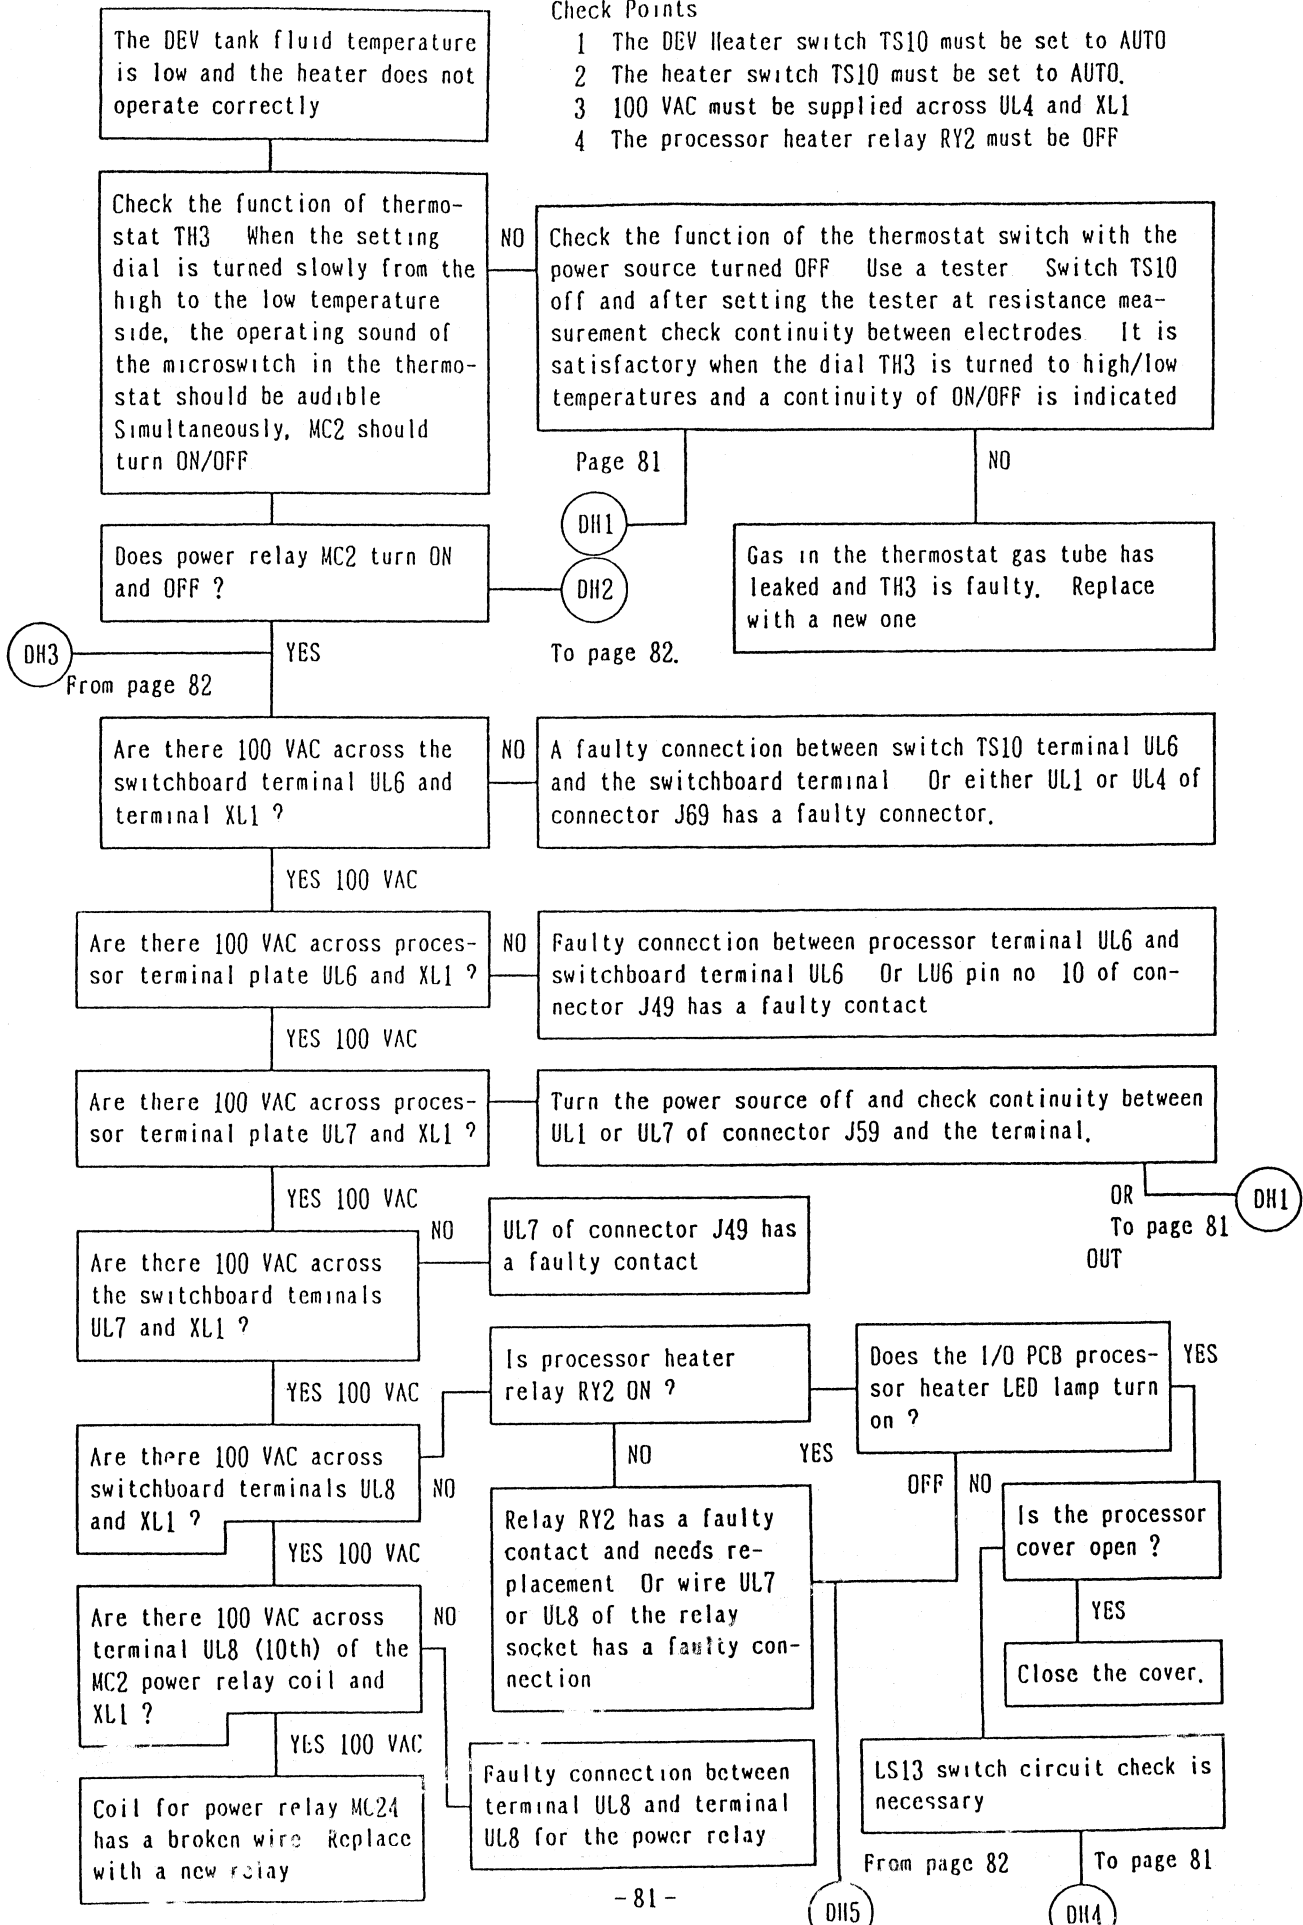 Check Points
1 The DEV Heater switch TS10 must be set to AUTO
2 The heater switch TS10 must be set to AUTO.
3 100 VAC must be supplied across UL4 and XL1
4 The processor heater relay RY2 must be OFF
The DEV tank fluid temperature
is low and the heater does not
operate correctly
Check the function of thermo-
stat TH3 When the setting
dial is turned slowly from the
high to the low temperature
side, the operating sound of
the microswitch in the thermo-
stat should be audible
Simultaneously, MC2 should
turn ON/OFF
NO
Check the function of the thermostat switch with the
power source turned OFF Use a tester Switch TS10
off and after setting the tester at resistance mea-
surement check continuity between electrodes It is
satisfactory when the dial TH3 is turned to high/low
temperatures and a continuity of ON/OFF is indicated
Page 81
DH1
NO
Gas in the thermostat gas tube has
leaked and TH3 is faulty. Replace
with a new one
Does power relay MC2 turn ON
and OFF ?
DH2
To page 82.
DH3
From page 82
YES
Are there 100 VAC across the
switchboard terminal UL6 and
terminal XL1 ?
NO
A faulty connection between switch TS10 terminal UL6
and the switchboard terminal Or either UL1 or UL4 of
connector J69 has a faulty connector.
YES 100 VAC
Are there 100 VAC across proces-
sor terminal plate UL6 and XL1 ?
NO
Faulty connection between processor terminal UL6 and
switchboard terminal UL6 Or LU6 pin no 10 of con-
nector J49 has a faulty contact
YES 100 VAC
Are there 100 VAC across proces-
sor terminal plate UL7 and XL1 ?
Turn the power source off and check continuity between
UL1 or UL7 of connector J59 and the terminal.
OR
DH1
To page 81
OUT
YES 100 VAC
Are there 100 VAC across
the switchboard teminals
UL7 and XL1 ?
NO
UL7 of connector J49 has
a faulty contact
YES 100 VAC
Are there 100 VAC across
switchboard terminals UL8
and XL1 ?
NO
Is processor heater
relay RY2 ON ?
YES
Does the I/O PCB proces-
sor heater LED lamp turn
on ?
YES
NO
OFF
NO
Relay RY2 has a faulty
contact and needs re-
placement Or wire UL7
or UL8 of the relay
socket has a faulty con-
nection
Is the processor
cover open ?
YES
Close the cover.
YES 100 VAC
Are there 100 VAC across
terminal UL8 (10th) of the
MC2 power relay coil and
XL1 ?
NO
YES 100 VAC
Faulty connection between
terminal UL8 and terminal
UL8 for the power relay
LS13 switch circuit check is
necessary
Coil for power relay MC24
has a broken wire Replace
with a new relay
From page 82
To page 81
DH5
DH4
-81-